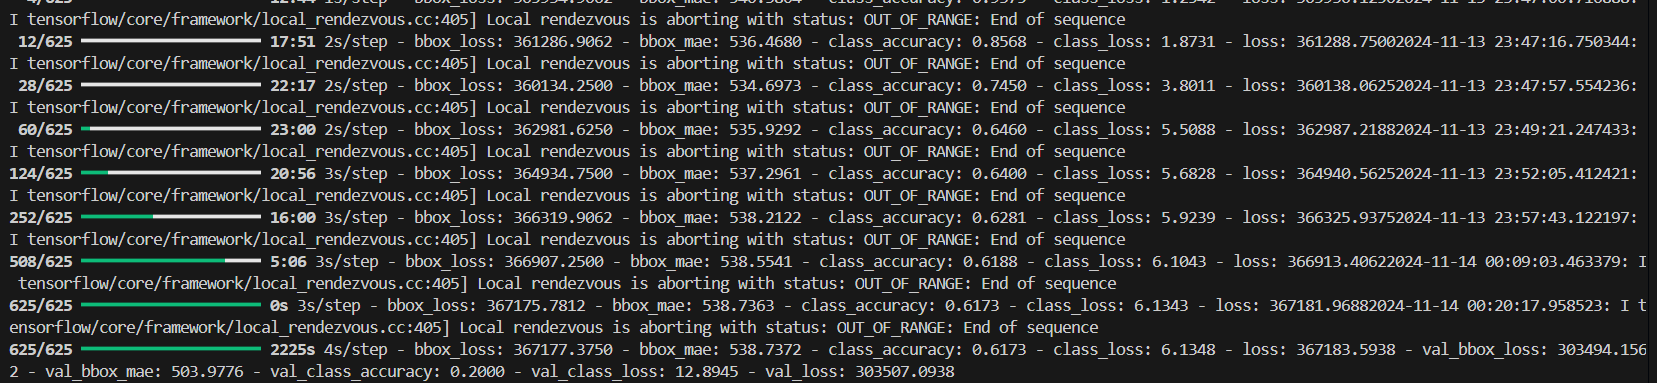 I tensorflow/core/framework/local_rendezvous.cc:405] Local rendezvous is aborting with status: OUT_OF_RANGE: End of sequence
12/625 17:51 2s/step - bbox_loss: 361286.9062 - bbox_mae: 536.4680 - class_accuracy: 0.8568 - class_loss: 1.8731 - loss: 361288.75002024-11-13 23:47:16.750344:
I tensorflow/core/framework/local_rendezvous.cc:405] Local rendezvous is aborting with status: OUT_OF_RANGE: End of sequence
28/625 22:17 2s/step - bbox_loss: 360134.2500 - bbox_mae: 534.6973 - class_accuracy: 0.7450 - class_loss: 3.8011 - loss: 360138.06252024-11-13 23:47:57.554236:
I tensorflow/core/framework/local_rendezvous.cc:405] Local rendezvous is aborting with status: OUT_OF_RANGE: End of sequence
60/625 23:00 2s/step - bbox_loss: 362981.6250 - bbox_mae: 535.9292 - class_accuracy: 0.6460 - class_loss: 5.5088 - loss: 362987.21882024-11-13 23:49:21.247433:
I tensorflow/core/framework/local_rendezvous.cc:405] Local rendezvous is aborting with status: OUT_OF_RANGE: End of sequence
124/625 20:56 3s/step - bbox_loss: 364934.7500 - bbox_mae: 537.2961 - class_accuracy: 0.6400 - class_loss: 5.6828 - loss: 364940.56252024-11-13 23:52:05.412421:
I tensorflow/core/framework/local_rendezvous.cc:405] Local rendezvous is aborting with status: OUT_OF_RANGE: End of sequence
252/625 16:00 3s/step - bbox_loss: 366319.9062 - bbox_mae: 538.2122 - class_accuracy: 0.6281 - class_loss: 5.9239 - loss: 366325.93752024-11-13 23:57:43.122197:
I tensorflow/core/framework/local_rendezvous.cc:405] Local rendezvous is aborting with status: OUT_OF_RANGE: End of sequence
508/625 5:06 3s/step - bbox_loss: 366907.2500 - bbox_mae: 538.5541 - class_accuracy: 0.6188 - class_loss: 6.1043 - loss: 366913.40622024-11-14 00:09:03.463379: I
tensorflow/core/framework/local_rendezvous.cc:405] Local rendezvous is aborting with status: OUT_OF_RANGE: End of sequence
625/625 0s 3s/step - bbox_loss: 367175.7812 - bbox_mae: 538.7363 - class_accuracy: 0.6173 - class_loss: 6.1343 - loss: 367181.96882024-11-14 00:20:17.958523: I t
ensorflow/core/framework/local_rendezvous.cc:405] Local rendezvous is aborting with status: OUT_OF_RANGE: End of sequence
625/625 2225s 4s/step - bbox_loss: 367177.3750 - bbox_mae: 538.7372 - class_accuracy: 0.6173 - class_loss: 6.1348 - loss: 367183.5938 - val_bbox_loss: 303494.156
2 - val_bbox_mae: 503.9776 - val_class_accuracy: 0.2000 - val_class_loss: 12.8945 - val_loss: 303507.0938